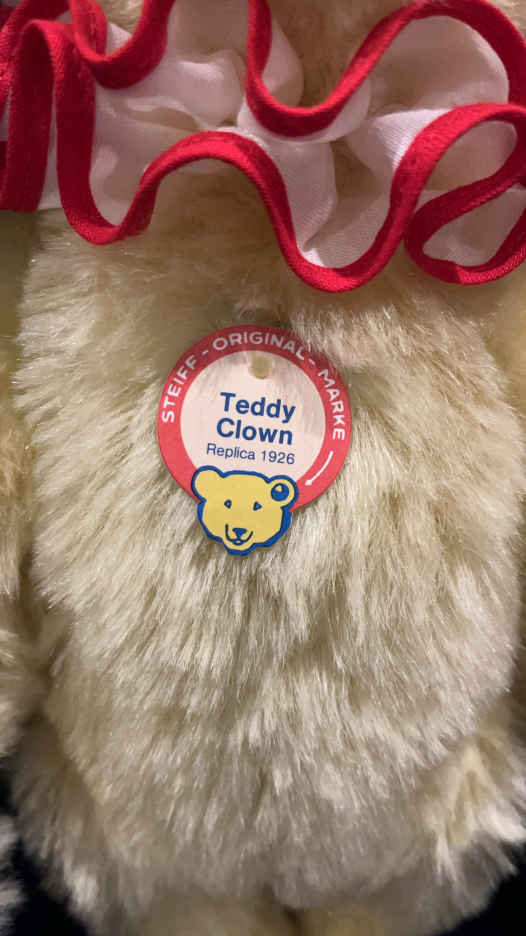 STEIFF - ORIGINAL - MARKE
Teddy
Clown
Replica 1926